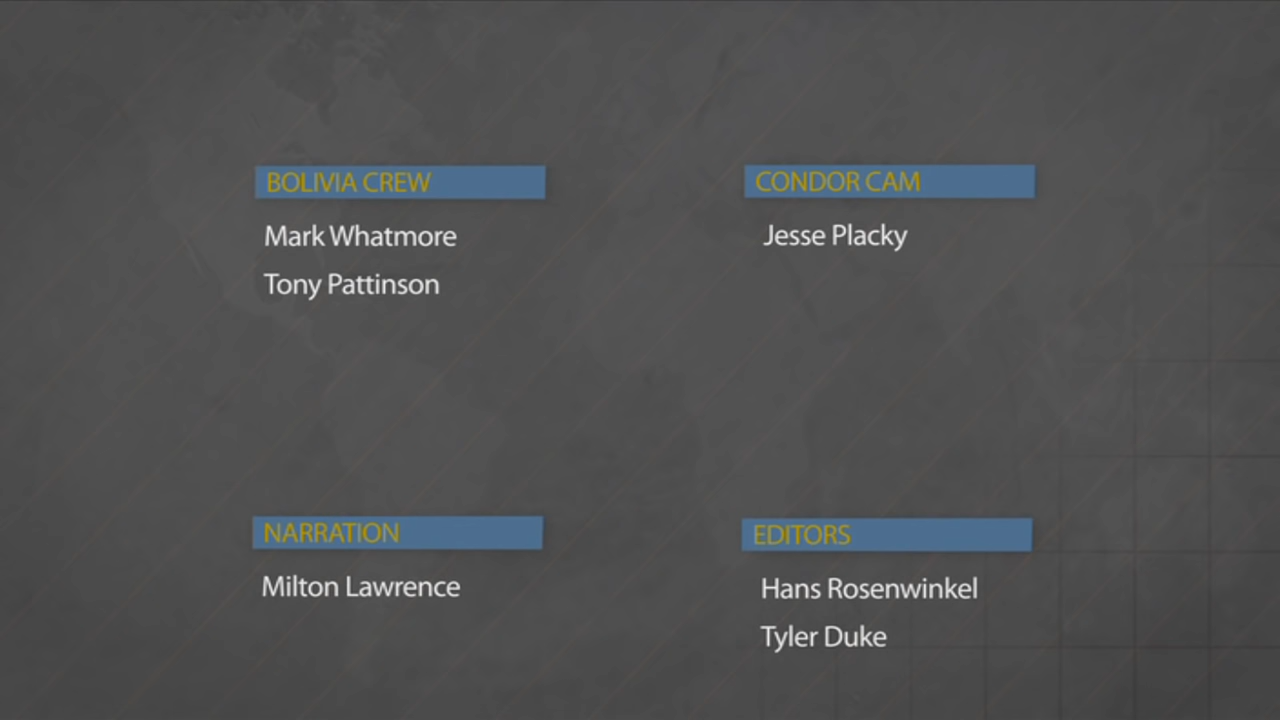 BOLIVIA CREW
Mark Whatmore
Tony Pattinson
CONDOR CAM
Jesse Placky
NARRATION
Milton Lawrence
EDITORS
Hans Rosenwinkel
Tyler Duke